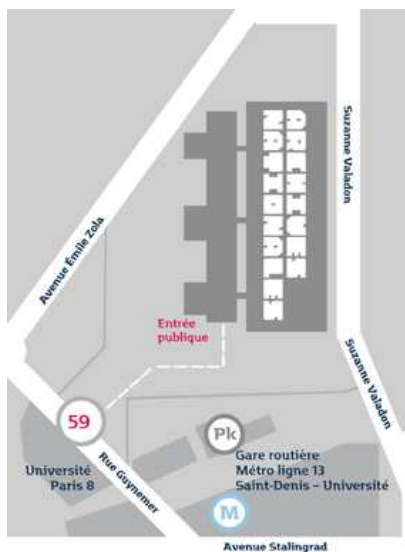 Suzanne Valadon
ARCHIVES
NATIONALES
Avenue Émile Zola
Entrée
publique
Suzanne Valadon
59
Pk
Université
Paris 8
Rue Guynemer
Gare routière
Métro ligne 13
Saint-Denis – Université
M
Avenue Stalingrad